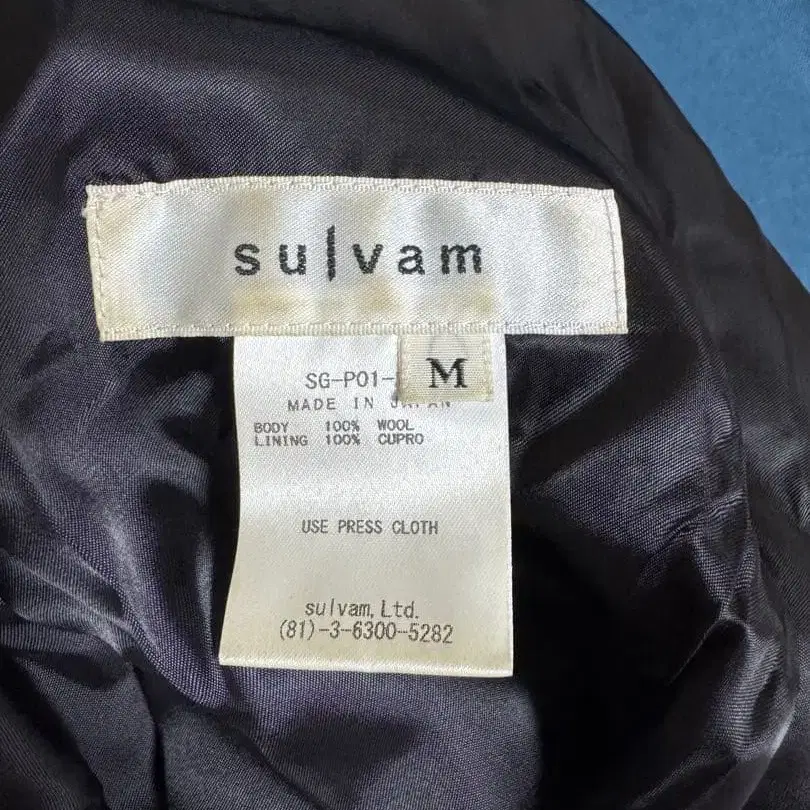 sulvam
M
SG-P01-
MADE IN JAPAN
BODY 100% WOOL
LINING 100% CUPRO
USE PRESS CLOTH
sulvam, Ltd.
(81)-3-6300-5282